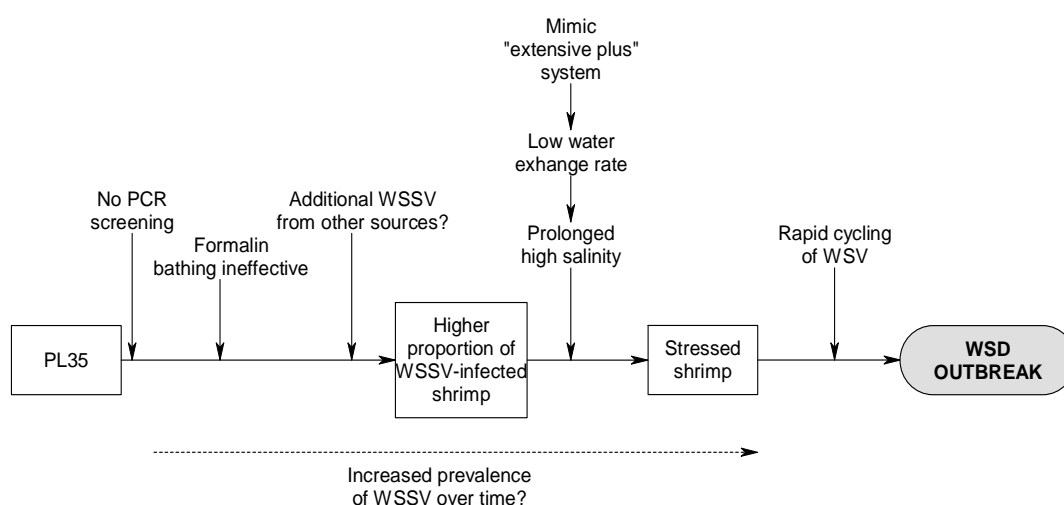 Mimic
"extensive plus"
system
Low water
exhange rate
No PCR
screening
Additional WSSV
from other sources?
Formalin
bathing ineffective
Prolonged
high salinity
Rapid cycling
of WSV
PL35
Higher
proportion of
WSSV-infected
shrimp
Stressed
shrimp
WSD
OUTBREAK
Increased prevalence
of WSSV over time?